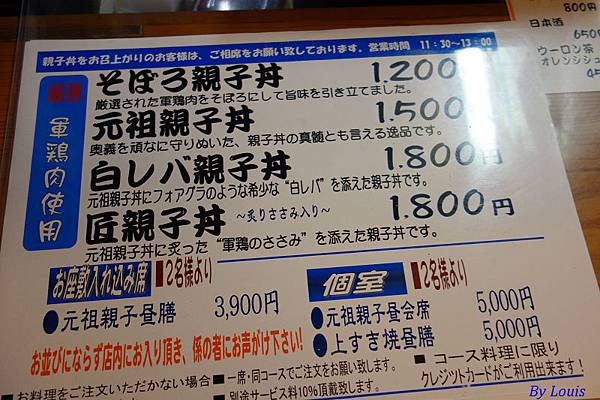 親子丼をお召上がりのお客様は、ご相席をお願い致しております。営業時間 11:30~13:00
厳選
軍鶏肉使用
そぼろ親子丼 1.200
厳選された軍鶏肉をそぼろにして旨味を引き立てました。
元祖親子丼 1.500
奥義を頑なに守りぬいた、親子丼の真髄とも言える逸品です。
白レバ親子丼 1.800円
元祖親子丼にフォアグラのような希少な“白レバ”を添えた親子丼です。
匠親子丼 ~炙りささみ入り~ 1.800円
元祖親子丼に炙った“軍鶏のささみ”を添えた親子丼です。
お座敷入れ込み席 ■2名様より
●元祖親子昼膳 3,900円
お並びにならず店内にお入り頂き、係の者にお声がけ下さい!
個室 ■2名様より
●元祖親子昼会席 5,000円
●上すき焼昼膳 5,000円
■お料理をご注文いただかない場合
■一席・同コースでご注文をお願い致します。
別途サービス料10%頂戴致します。
■コース料理に限り
クレジットカードがご利用出来ます!
800円
日本酒
650
ウーロン茶
オレンジジュ
45
By Louis